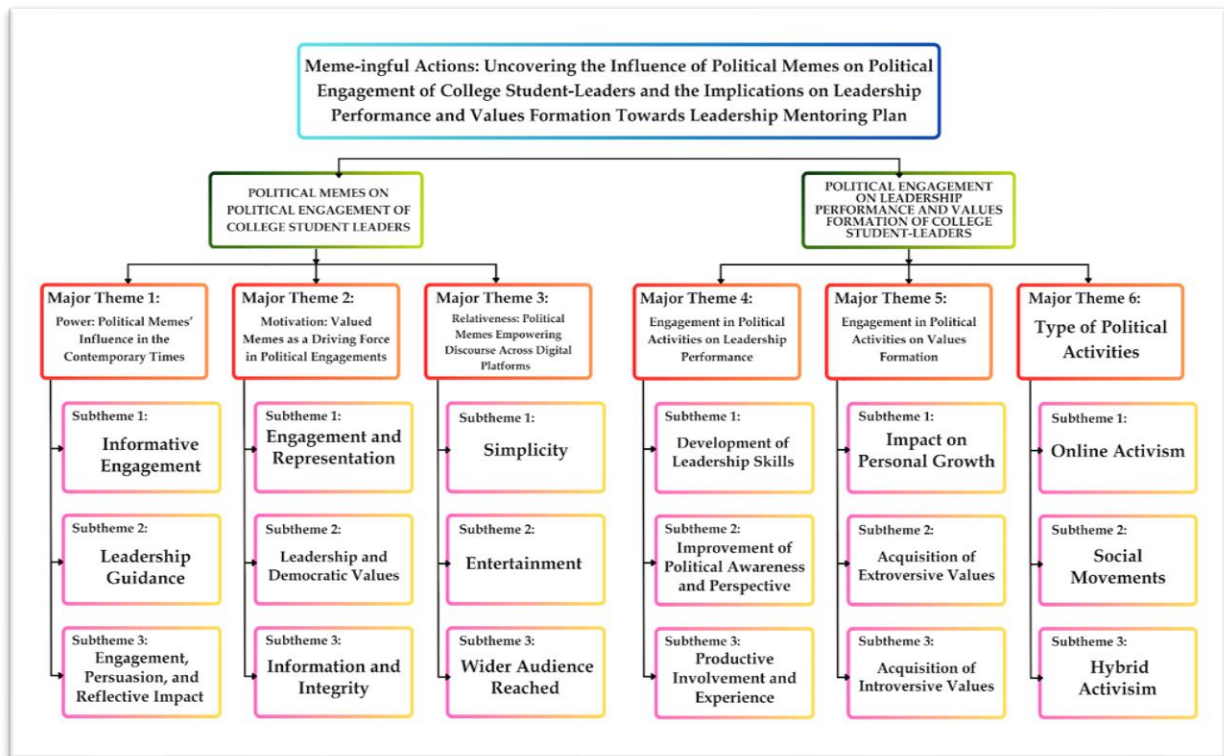 Meme-ingful Actions: Uncovering the Influence of Political Memes on Political
Engagement of College Student-Leaders and the Implications on Leadership
Performance and Values Formation Towards Leadership Mentoring Plan
POLITICAL MEMES ON
POLITICAL ENGAGEMENT OF
COLLEGE STUDENT LEADERS
POLITICAL ENGAGEMENT
ON LEADERSHIP
PERFORMANCE AND VALUES
FORMATION OF COLLEGE
STUDENT-LEADERS
Major Theme 1:
Power: Political Memes'
Influence in the
Contemporary Times
Major Theme 2:
Motivation: Valued
Memes as a Driving Force
in Political Engagements
Major Theme 3:
Relativeness: Political
Memes Empowering
Discourse Across Digital
Platforms
Major Theme 4:
Engagement in Political
Activities on Leadership
Performance
Major Theme 5:
Engagement in Political
Activities on Values
Formation
Major Theme 6:
Type of Political
Activities
Subtheme 1:
Informative
Engagement
Subtheme 1:
Engagement and
Representation
Subtheme 1:
Simplicity
Subtheme 1:
Development of
Leadership Skills
Subtheme 1:
Impact on
Personal Growth
Subtheme 1:
Online Activism
Subtheme 2:
Leadership
Guidance
Subtheme 2:
Leadership and
Democratic Values
Subtheme 2:
Entertainment
Subtheme 2:
Improvement of
Political Awareness
and Perspective
Subtheme 2:
Acquisition of
Extroversive Values
Subtheme 2:
Social
Movements
Subtheme 3:
Engagement,
Persuasion, and
Reflective Impact
Subtheme 3:
Information and
Integrity
Subtheme 3:
Wider Audience
Reached
Subtheme 3:
Productive
Involvement and
Experience
Subtheme 3:
Acquisition of
Introversive Values
Subtheme 3:
Hybrid
Activisim